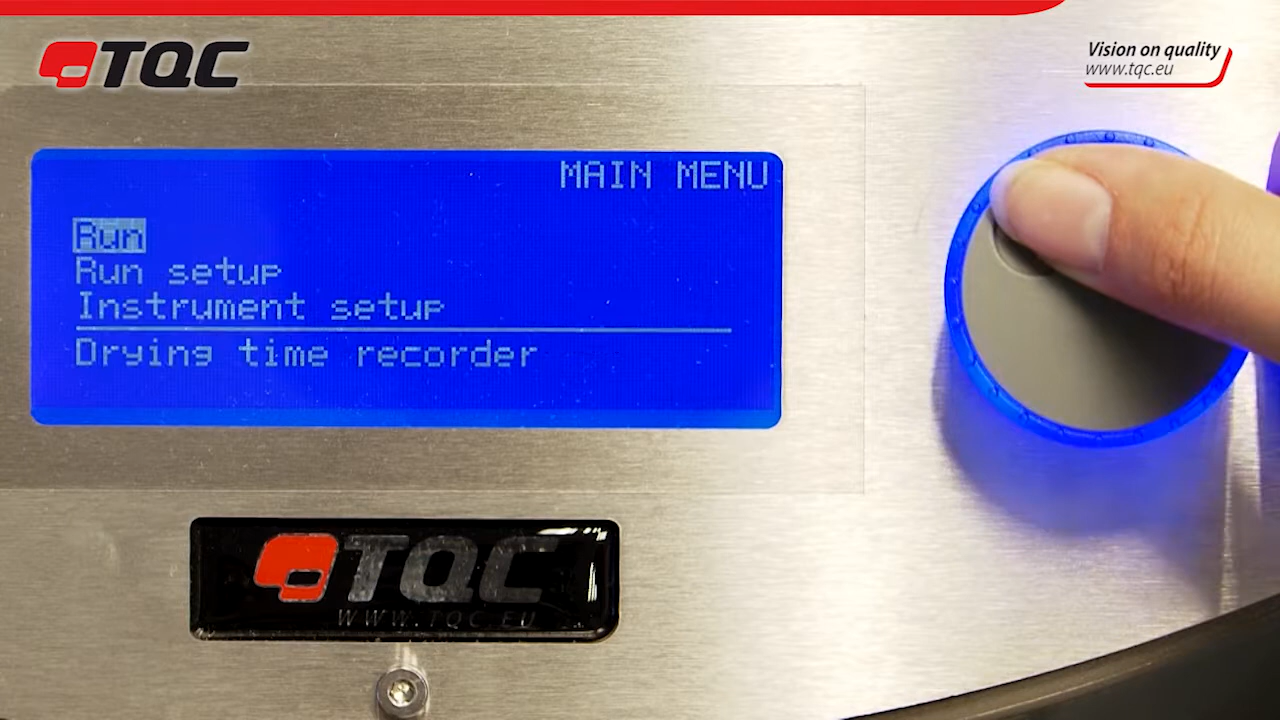 TQC
Vision on quality
www.tqc.eu
MAIN MENU
Run
Run setup
Instrument setup
Drying time recorder
TQC
WWW.TQC.EU